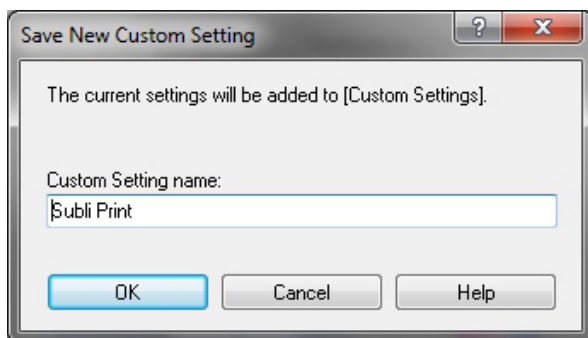 Save New Custom Setting
The current settings will be added to [Custom Settings].
Custom Setting name:
Subli Print
OK Cancel Help